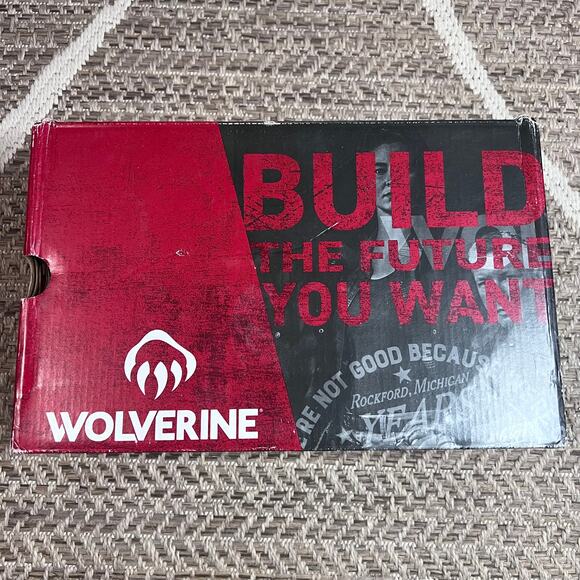 BUILD
THE FUTURE
YOU WANT
WOLVERINE®
RE NOT GOOD BECAUS
ROCKFORD, MICHIGAN
YEARS